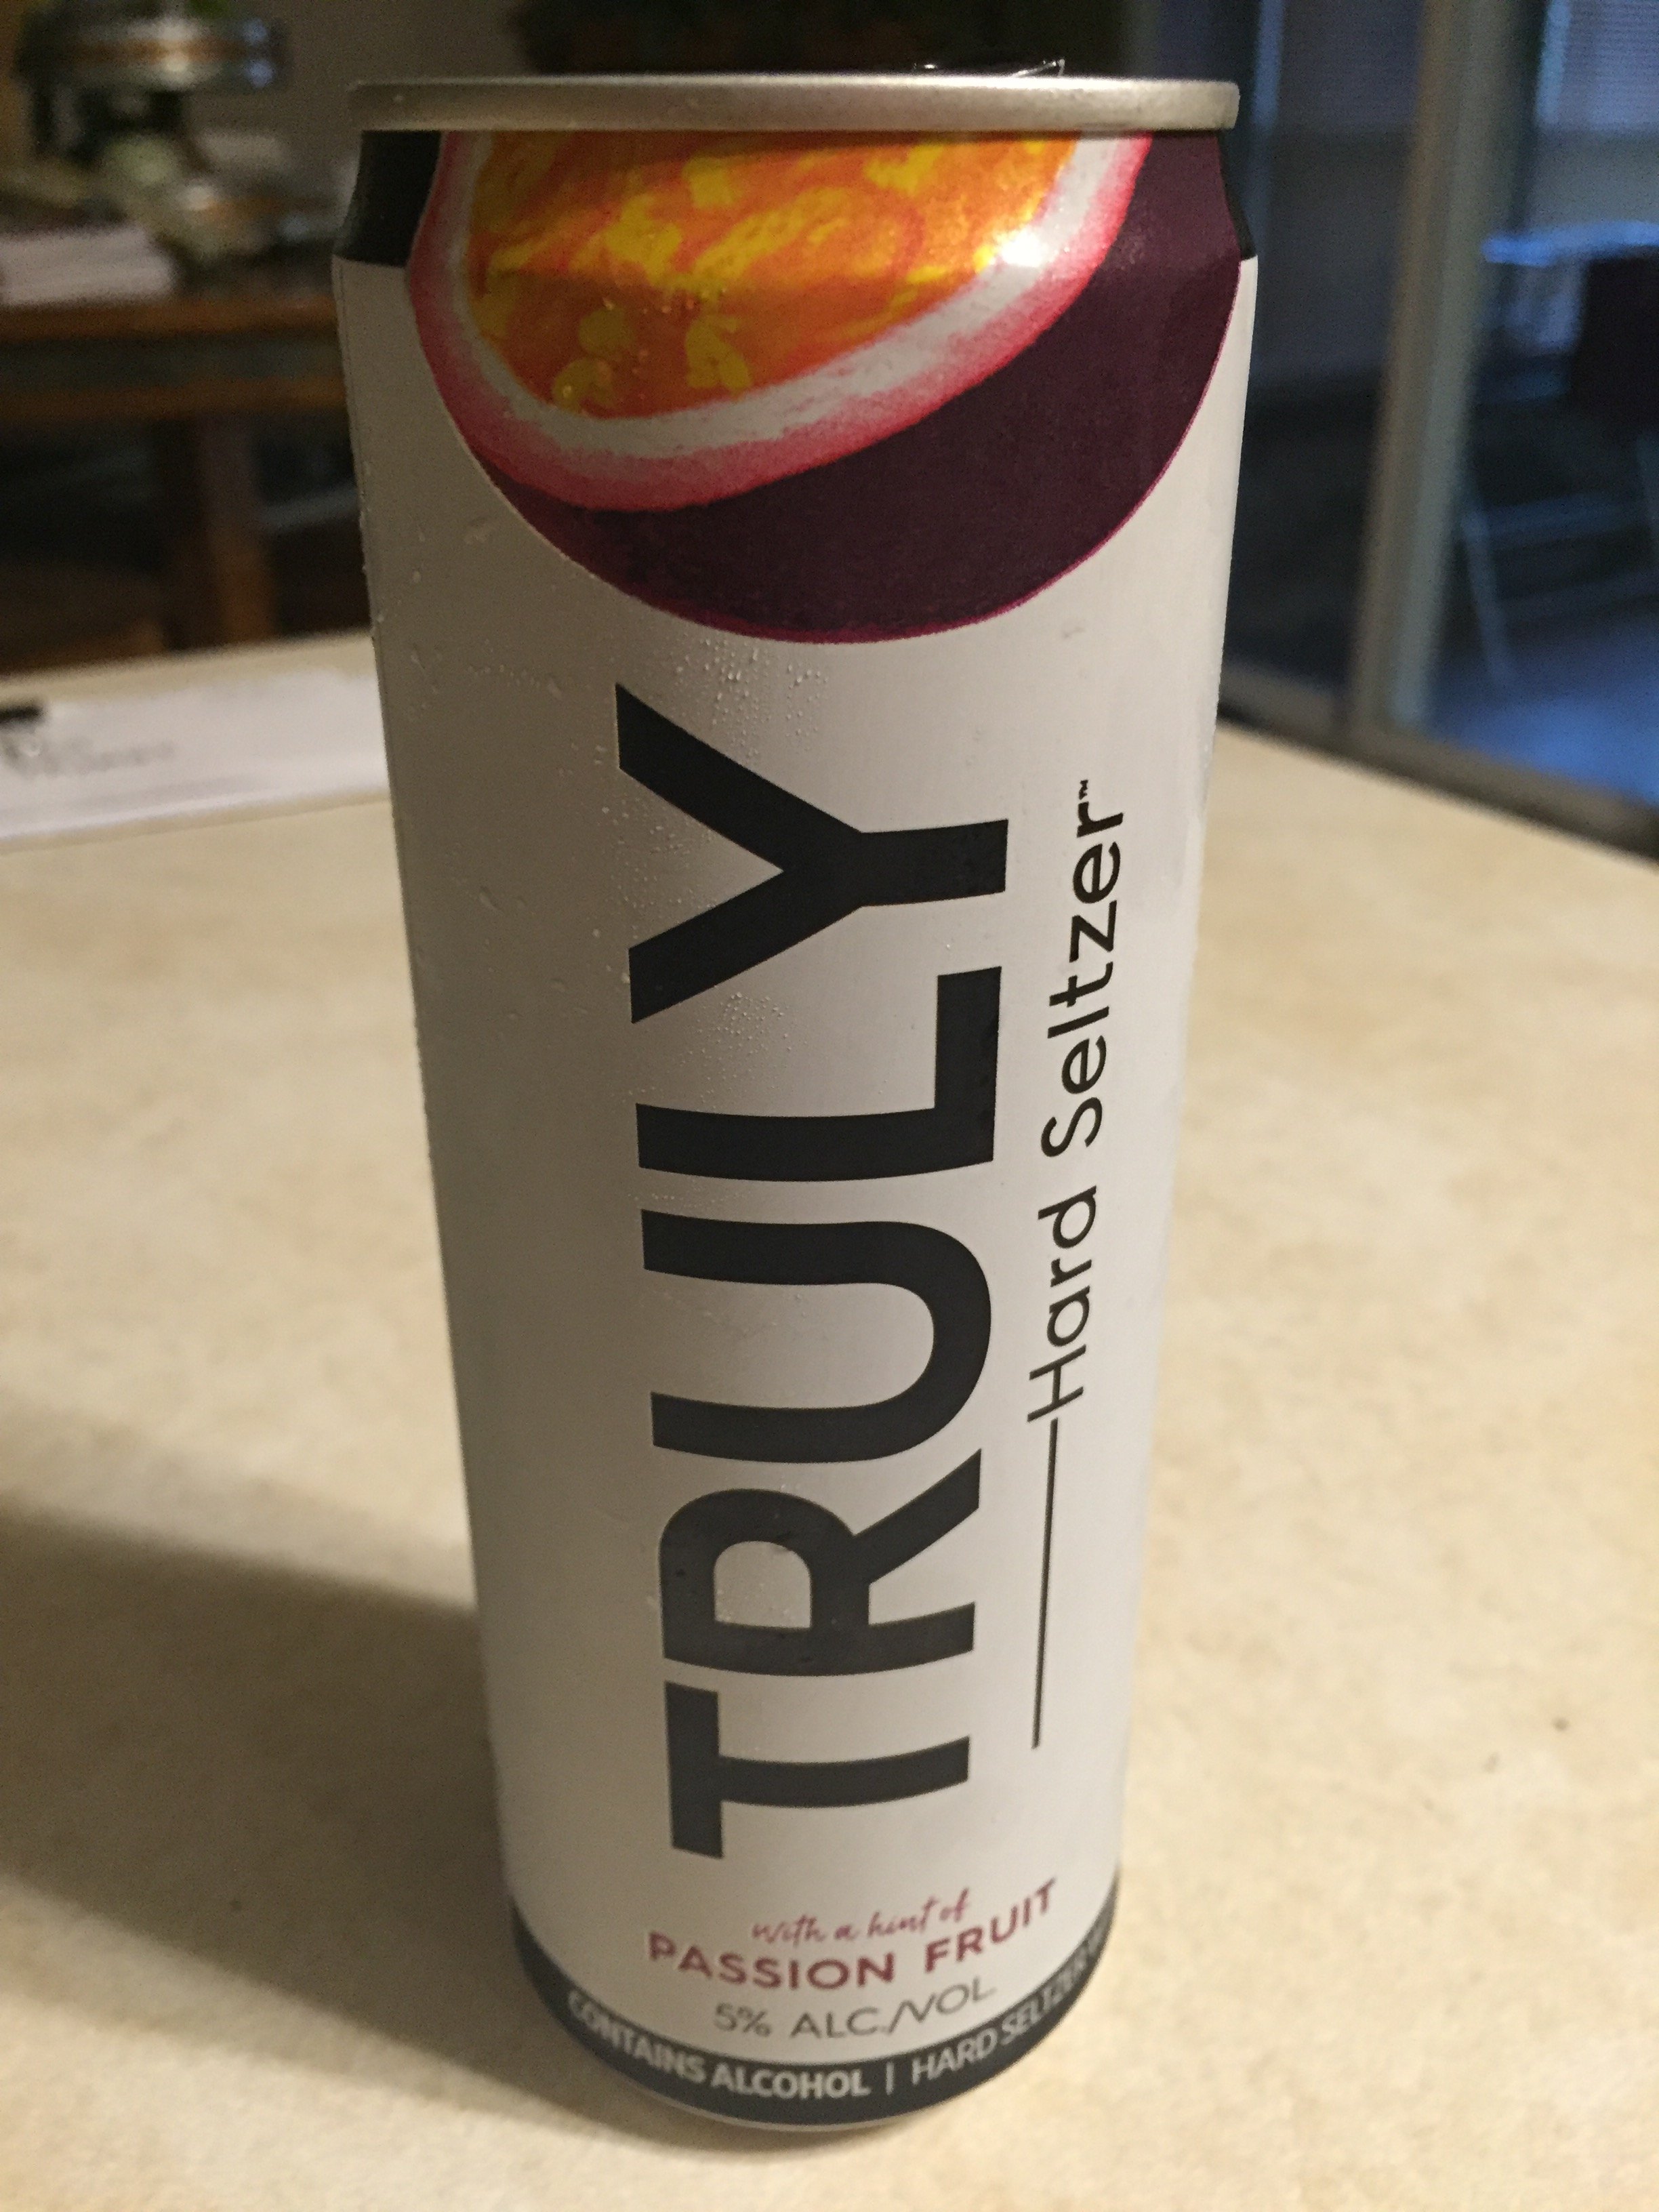 TRULY
Hard Seltzer™
with a hint of
PASSION FRUIT
5% ALC./VOL
CONTAINS ALCOHOL | HARD SELTZER